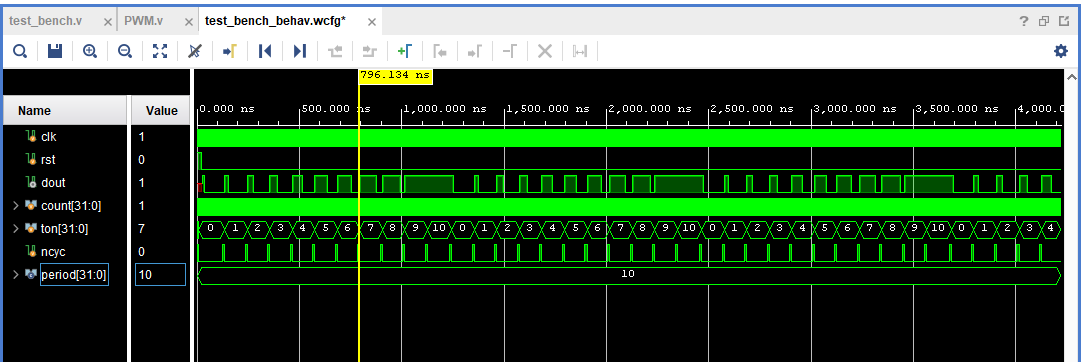 test_bench.v × PWM.v × test_bench_behav.wcfg* ×
?
796.134 ns
Name Value 0.000 ns 500.000 ns 1,000.000 ns 1,500.000 ns 2,000.000 ns 2,500.000 ns 3,000.000 ns 3,500.000 ns 4,000.0
clk 1
rst 0
dout 1
count[31:0] 1
ton[31:0] 7 0 1 2 3 4 5 6 7 8 9 10 0 1 2 3 4 5 6 7 8 9 10 0 1 2 3 4 5 6 7 8 9 10 0 1 2 3 4
ncyc 0
period[31:0] 10 10